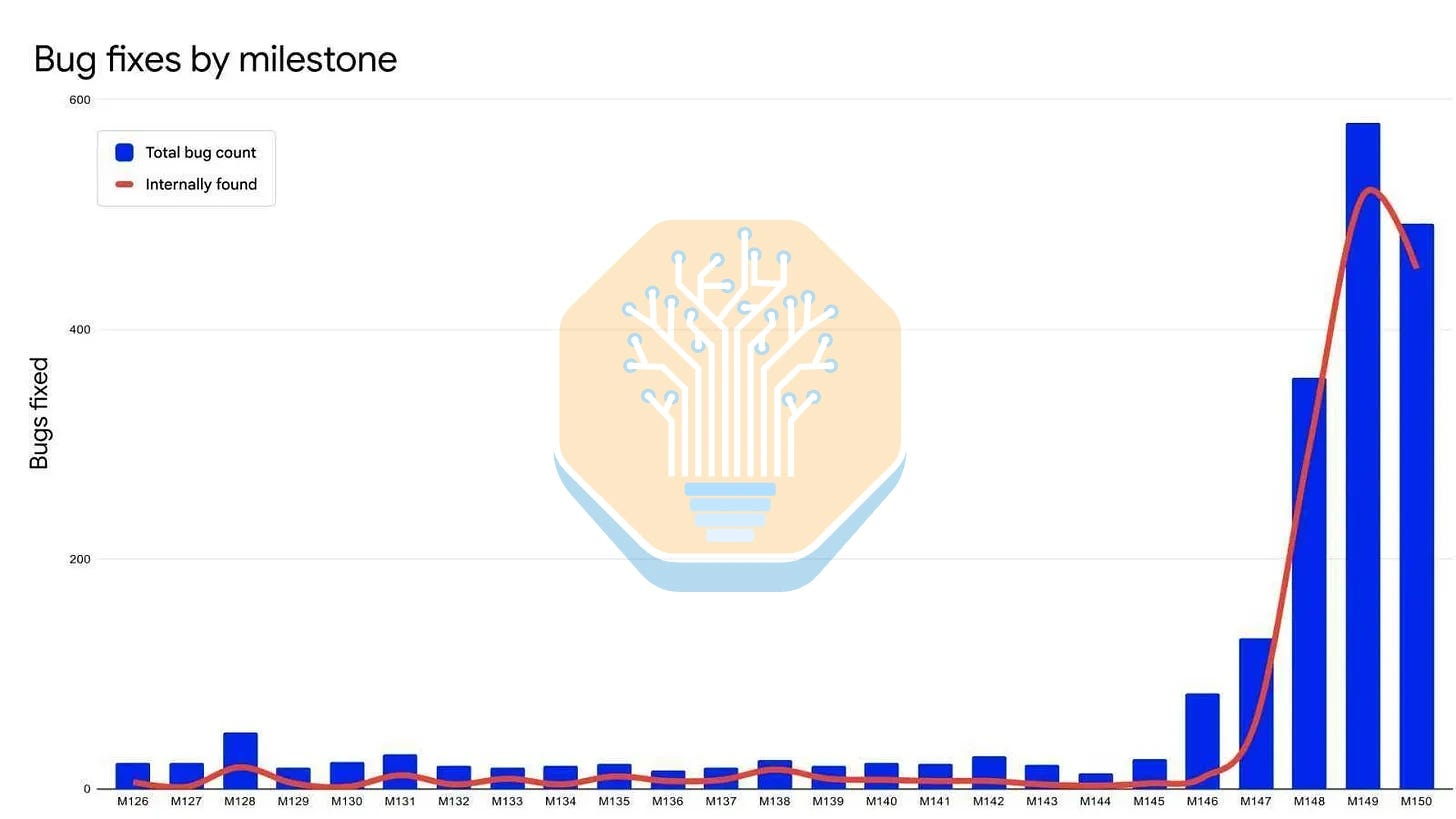 Bug fixes by milestone
600
Total bug count
Internally found
400
Bugs fixed
200
0
M126 M127 M128 M129 M130 M131 M132 M133 M134 M135 M136 M137 M138 M139 M140 M141 M142 M143 M144 M145 M146 M147 M148 M149 M150